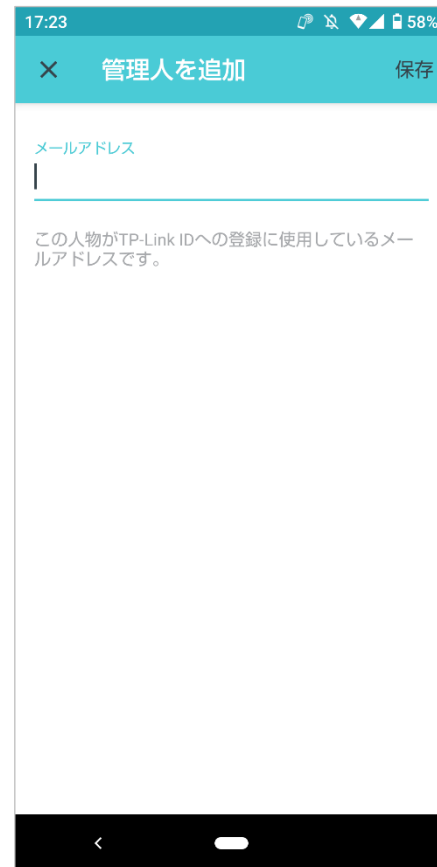 17:23
58%
管理人を追加
保存
メールアドレス
この人物がTP-Link IDへの登録に使用しているメー
ルアドレスです。